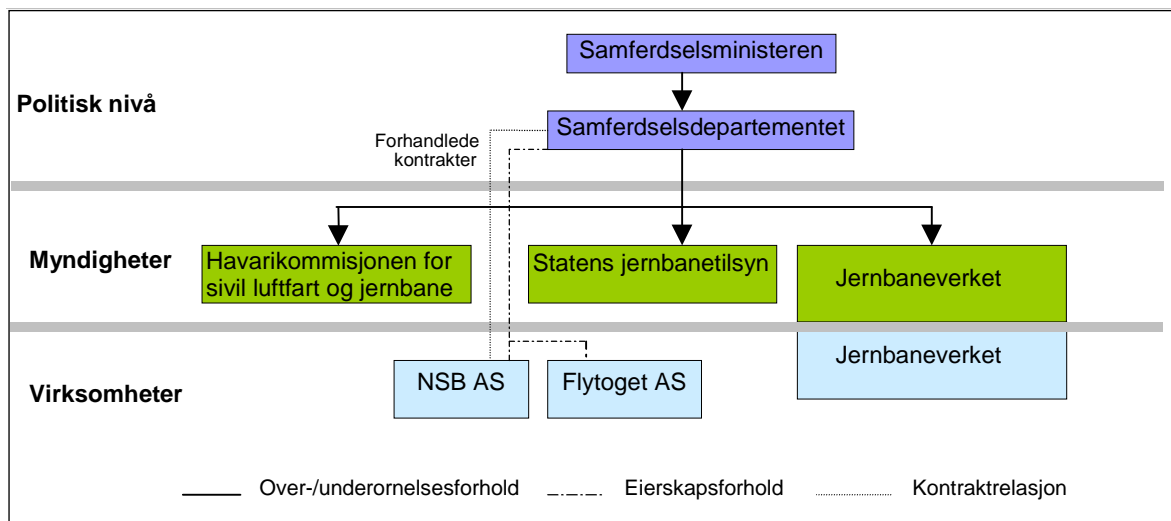 Samferdselsministeren
Politisk nivå
Samferdselsdepartementet
Forhandlede
kontrakter
Myndigheter
Havarikommisjonen for
sivil luftfart og jernbane
Statens jernbanetilsyn
Jernbaneverket
Jernbaneverket
Virksomheter
NSB AS
Flytoget AS
Over-/underornelsesforhold
Eierskapsforhold
Kontraktrelasjon